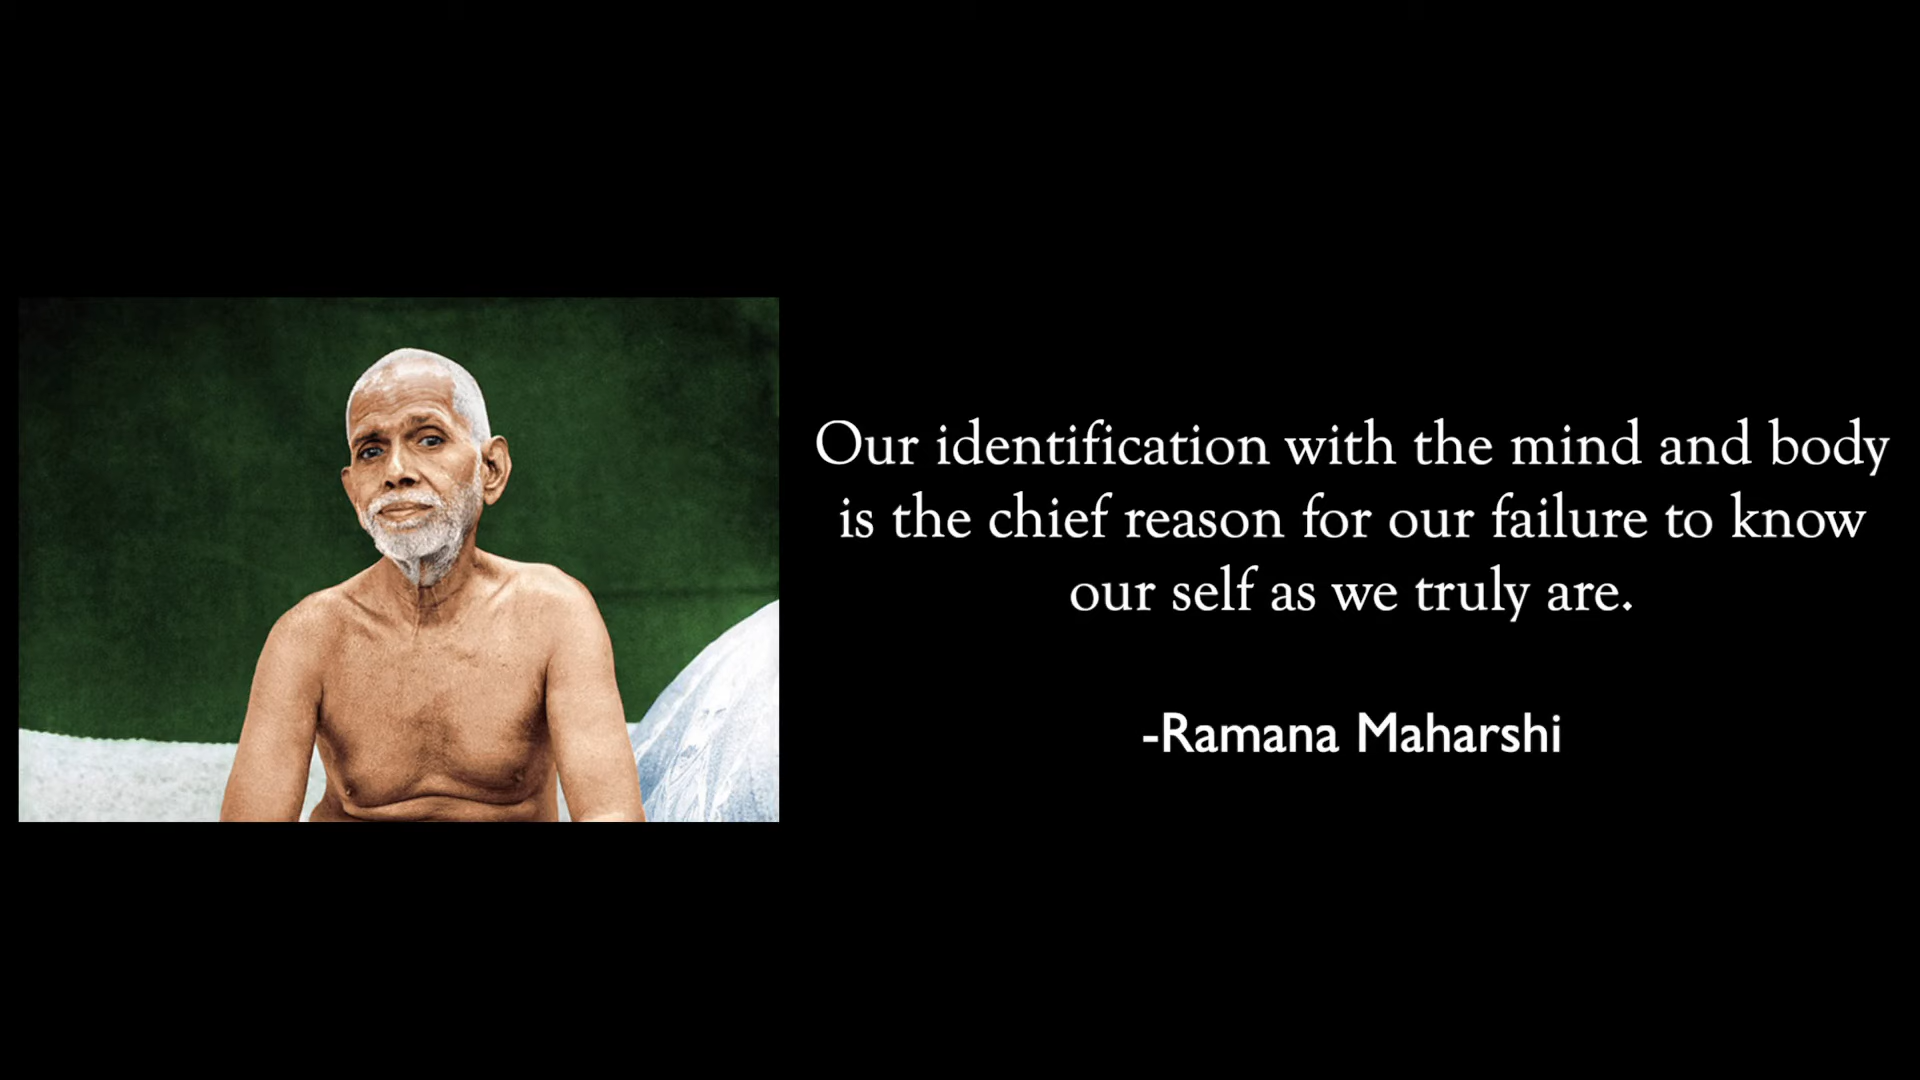 Our identification with the mind and body
is the chief reason for our failure to know
our self as we truly are.
-Ramana Maharshi